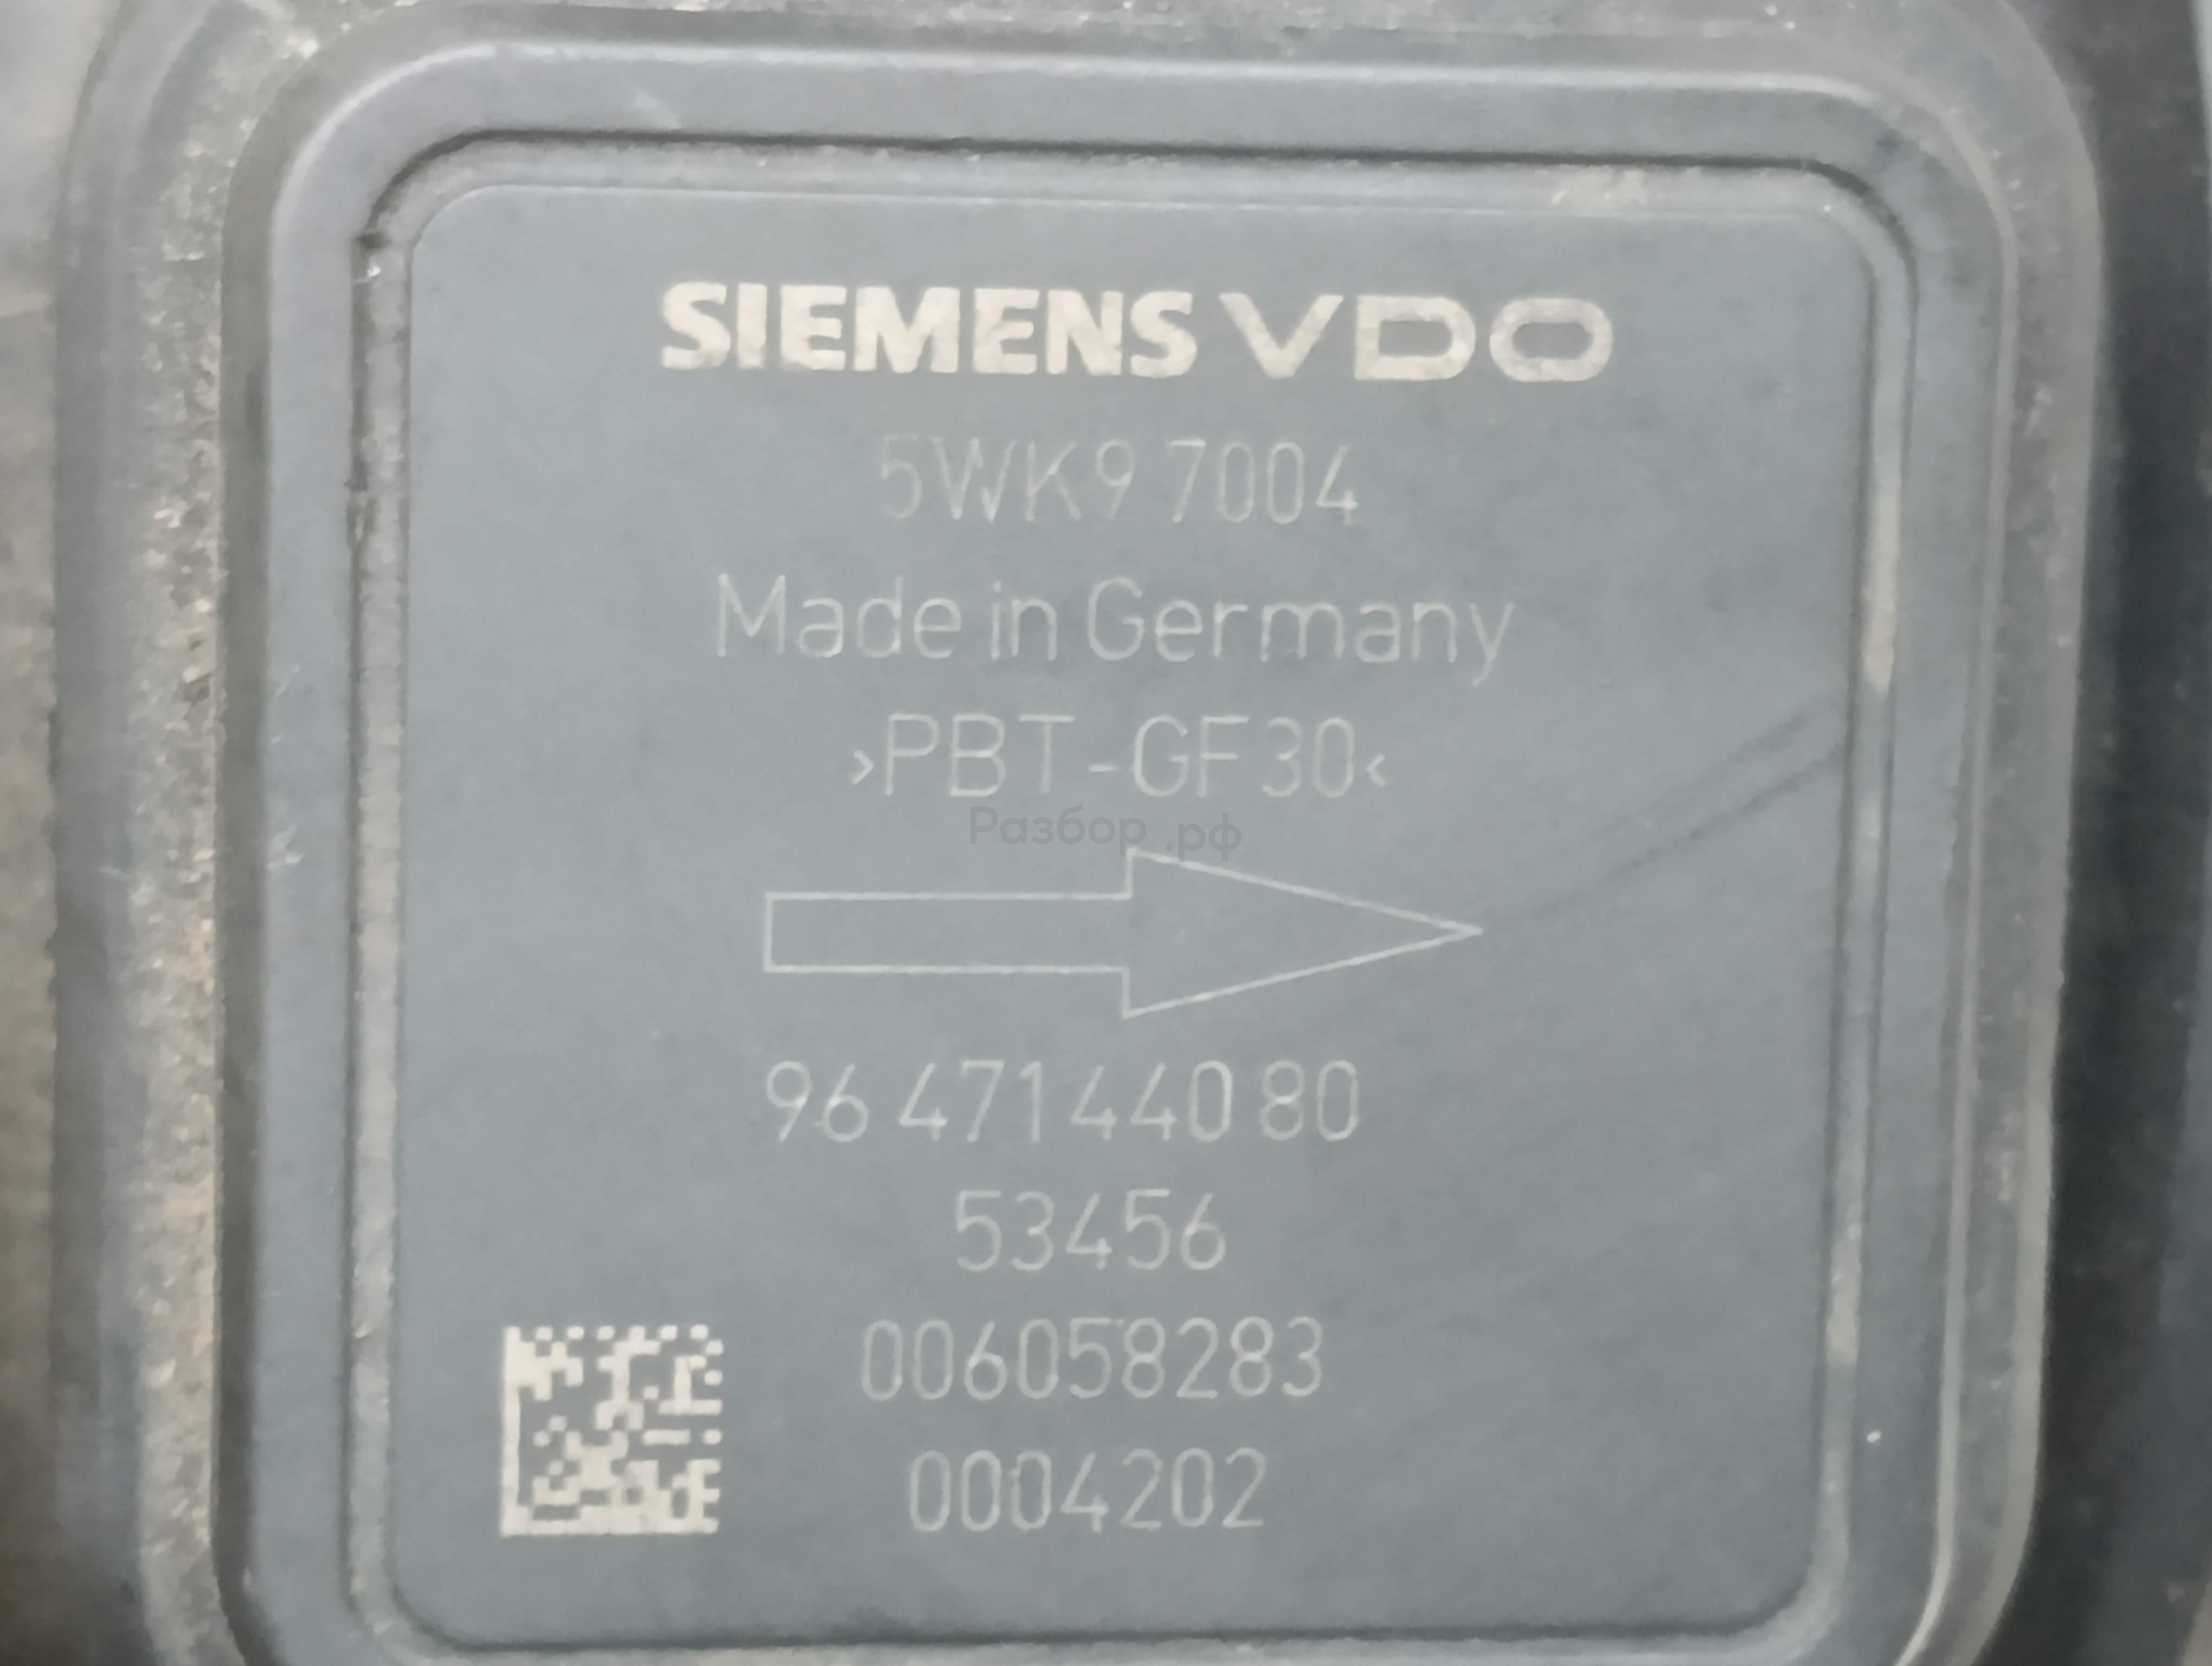 SIEMENS VDO
5WK9 7004
Made in Germany
›PBT-GF30‹
Разбор.рф
96 471440 80
53456
006058283
0004202